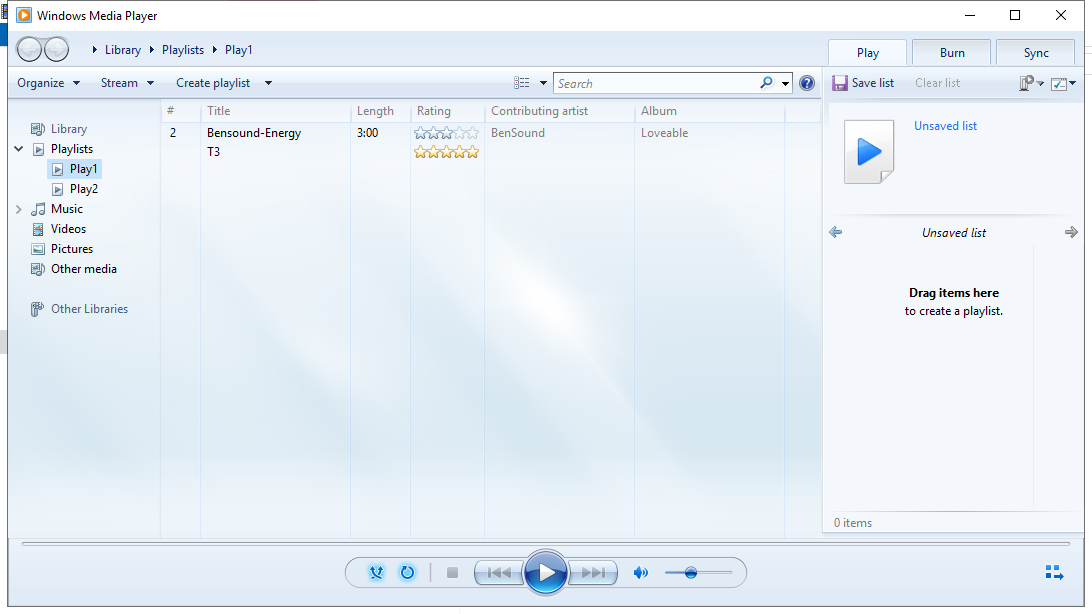 Windows Media Player
Library Playlists Play1
Play Burn Sync
Organize Stream Create playlist Search ? Save list Clear list
# Title Length Rating Contributing artist Album
2 Bensound-Energy 3:00 BenSound Loveable
T3
Library
Playlists
Play1
Play2
Music
Videos
Pictures
Other media
Other Libraries
Unsaved list
Unsaved list
Drag items here
to create a playlist.
0 items